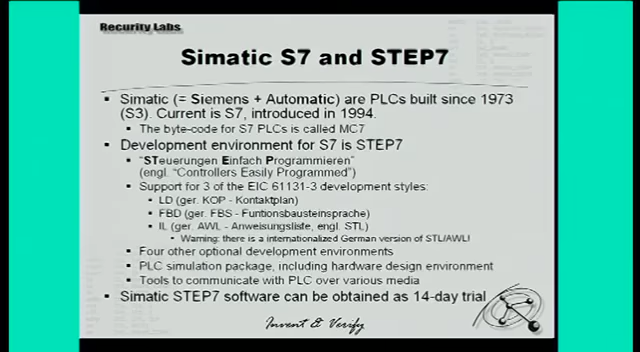 Recurity Labs
Simatic S7 and STEP7
Simatic (= Siemens + Automatic) are PLCs built since 1973
(S3). Current is S7, introduced in 1994.
The byte-code for S7 PLCs is called MC7
Development environment for S7 is STEP7
"STeuerungen Einfach Programmieren"
(engl. "Controllers Easily Programmed")
Support for 3 of the EIC 61131-3 development styles:
LD (ger. KOP - Kontaktplan)
FBD (ger. FBS - Funtionsbausteinsprache)
IL (ger. AWL - Anweisungsliste, engl. STL)
Warning: there is a internationalized German version of STL/AWL!
Four other optional development environments
PLC simulation package, including hardware design environment
Tools to communicate with PLC over various media
Simatic STEP7 software can be obtained as 14-day trial
Invent & Verify